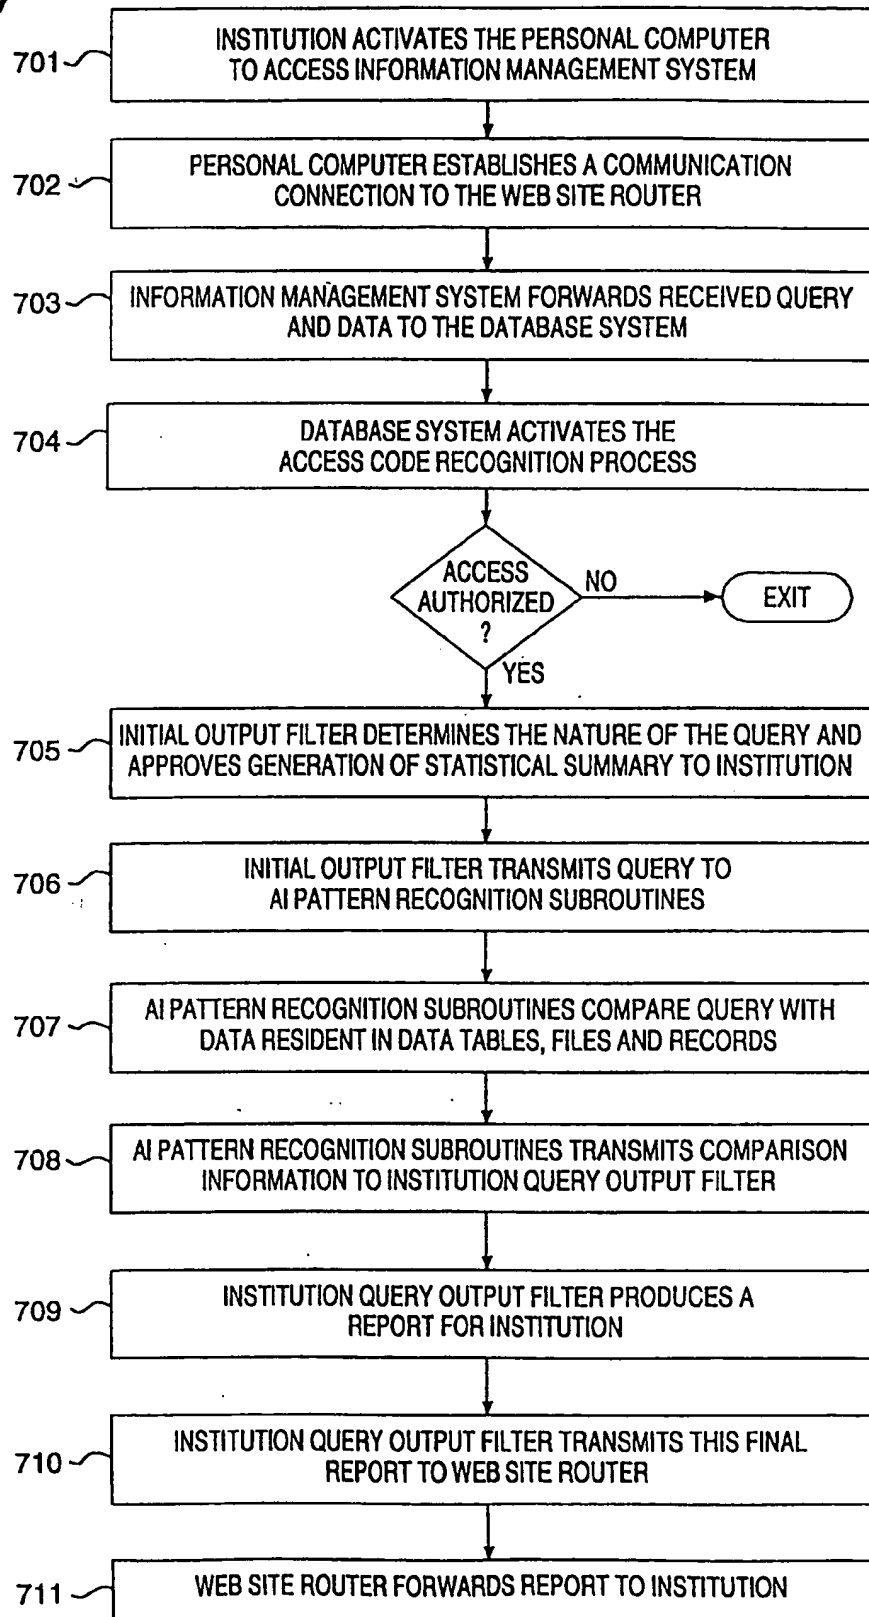 701
INSTITUTION ACTIVATES THE PERSONAL COMPUTER
TO ACCESS INFORMATION MANAGEMENT SYSTEM
702
PERSONAL COMPUTER ESTABLISHES A COMMUNICATION
CONNECTION TO THE WEB SITE ROUTER
703
INFORMATION MANAGEMENT SYSTEM FORWARDS RECEIVED QUERY
AND DATA TO THE DATABASE SYSTEM
704
DATABASE SYSTEM ACTIVATES THE
ACCESS CODE RECOGNITION PROCESS
ACCESS
AUTHORIZED
?
NO
EXIT
YES
705
INITIAL OUTPUT FILTER DETERMINES THE NATURE OF THE QUERY AND
APPROVES GENERATION OF STATISTICAL SUMMARY TO INSTITUTION
706
INITIAL OUTPUT FILTER TRANSMITS QUERY TO
AI PATTERN RECOGNITION SUBROUTINES
707
AI PATTERN RECOGNITION SUBROUTINES COMPARE QUERY WITH
DATA RESIDENT IN DATA TABLES, FILES AND RECORDS
708
AI PATTERN RECOGNITION SUBROUTINES TRANSMITS COMPARISON
INFORMATION TO INSTITUTION QUERY OUTPUT FILTER
709
INSTITUTION QUERY OUTPUT FILTER PRODUCES A
REPORT FOR INSTITUTION
710
INSTITUTION QUERY OUTPUT FILTER TRANSMITS THIS FINAL
REPORT TO WEB SITE ROUTER
711
WEB SITE ROUTER FORWARDS REPORT TO INSTITUTION